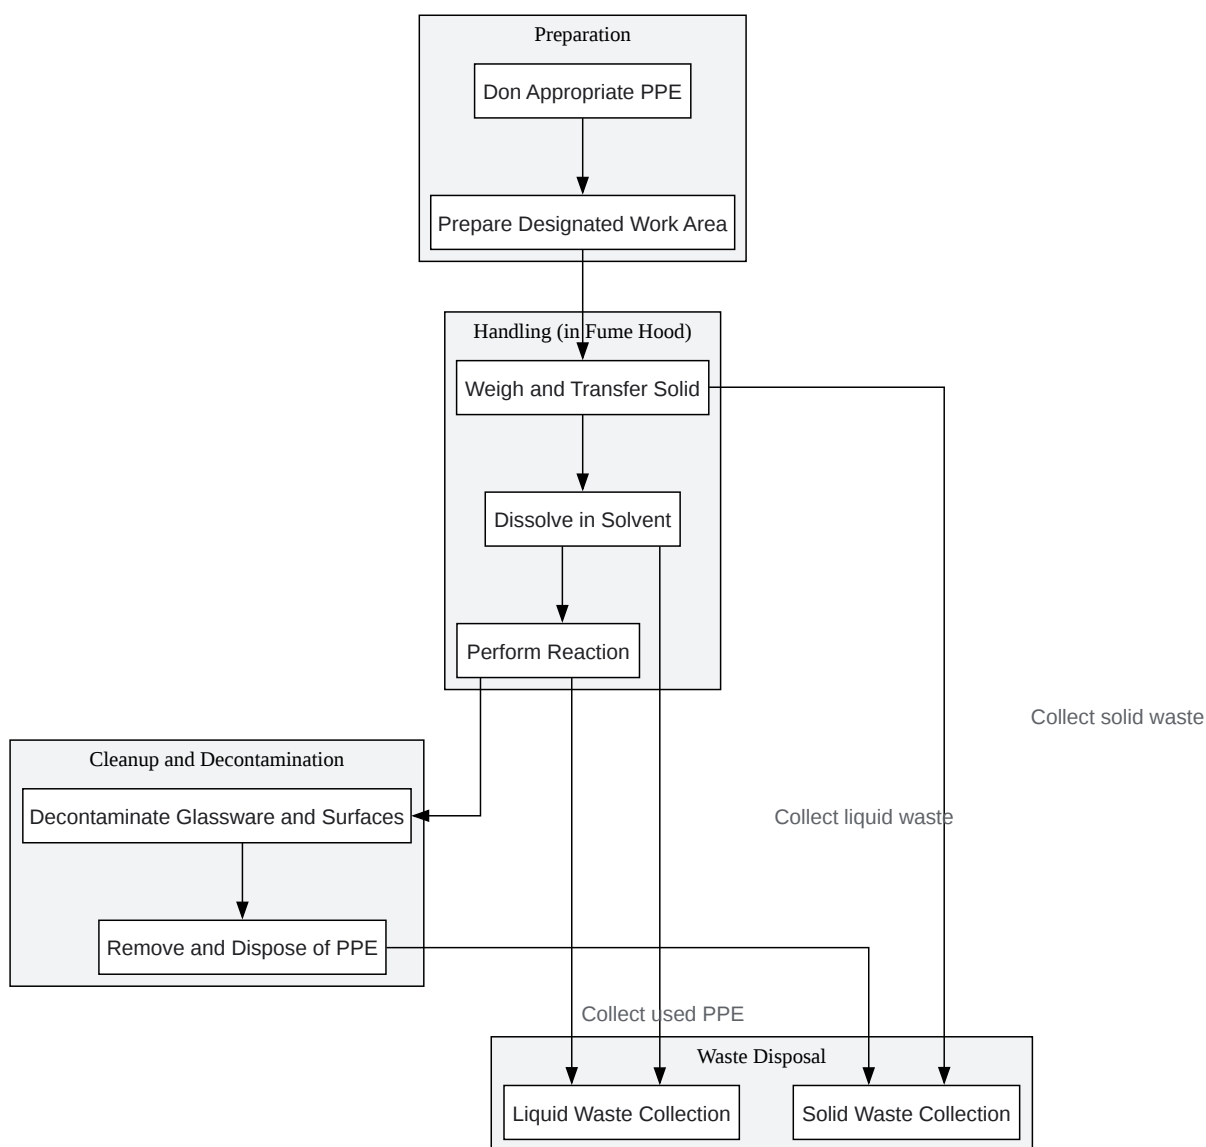 Preparation
Don Appropriate PPE
Prepare Designated Work Area
Handling (in Fume Hood)
Weigh and Transfer Solid
Dissolve in Solvent
Perform Reaction
Collect solid waste
Cleanup and Decontamination
Decontaminate Glassware and Surfaces
Collect liquid waste
Remove and Dispose of PPE
Collect used PPE
Waste Disposal
Liquid Waste Collection
Solid Waste Collection